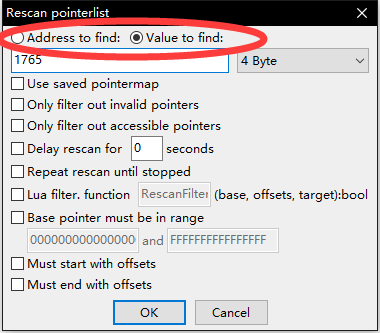 Rescan pointerlist
Address to find: Value to find:
1765 4 Byte
Use saved pointermap
Only filter out invalid pointers
Only filter out accessible pointers
Delay rescan for 0 seconds
Repeat rescan until stopped
Lua filter. function RescanFilter (base, offsets, target):bool
Base pointer must be in range
00000000000000 and FFFFFFFFFFFFFFFF
Must start with offsets
Must end with offsets
OK Cancel